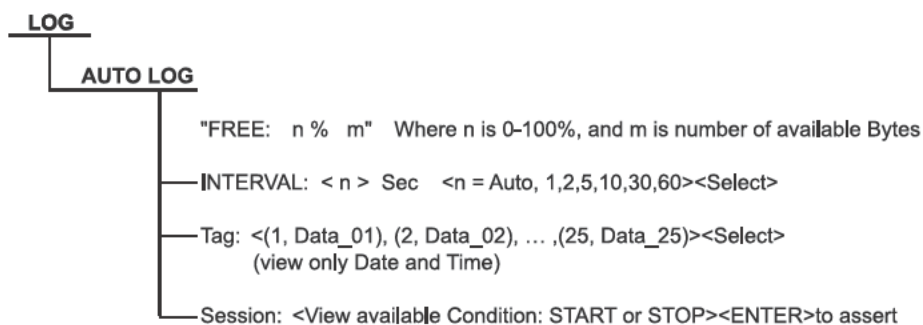 LOG
AUTO LOG
"FREE: n % m" Where n is 0-100%, and m is number of available Bytes
INTERVAL: < n > Sec <n = Auto, 1,2,5,10,30,60><Select>
Tag: <(1, Data_01), (2, Data_02), ... ,(25, Data_25)><Select>
(view only Date and Time)
Session: <View available Condition: START or STOP><ENTER>to assert